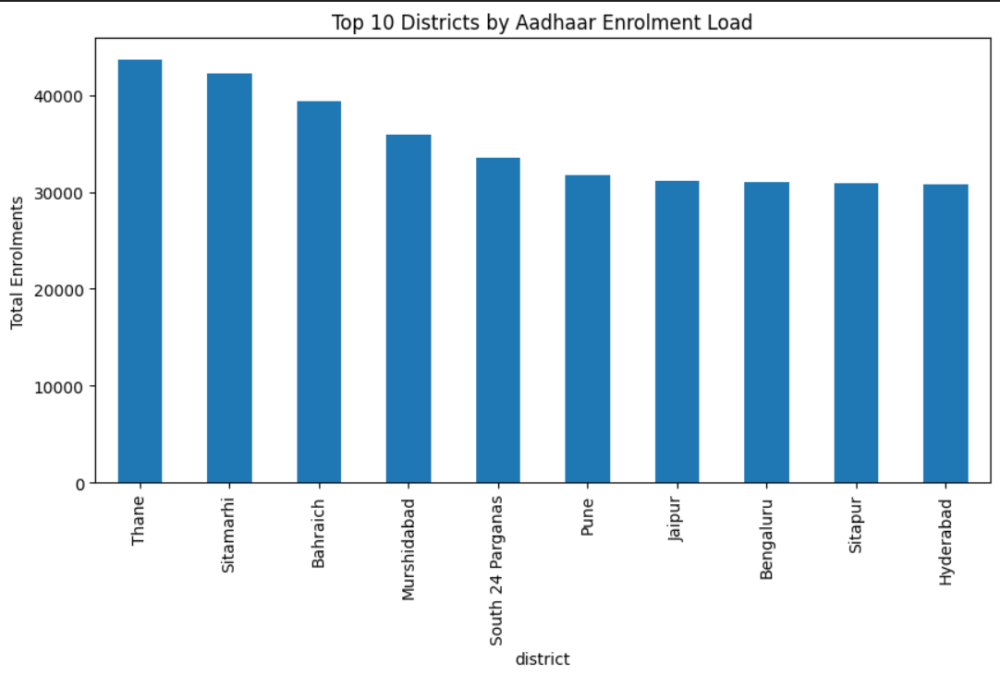 Top 10 Districts by Aadhaar Enrolment Load
Total Enrolments
40000
30000
20000
10000
0
Thane
Sitamarhi
Bahraich
Murshidabad
South 24 Parganas
Pune
Jaipur
Bengaluru
Sitapur
Hyderabad
district